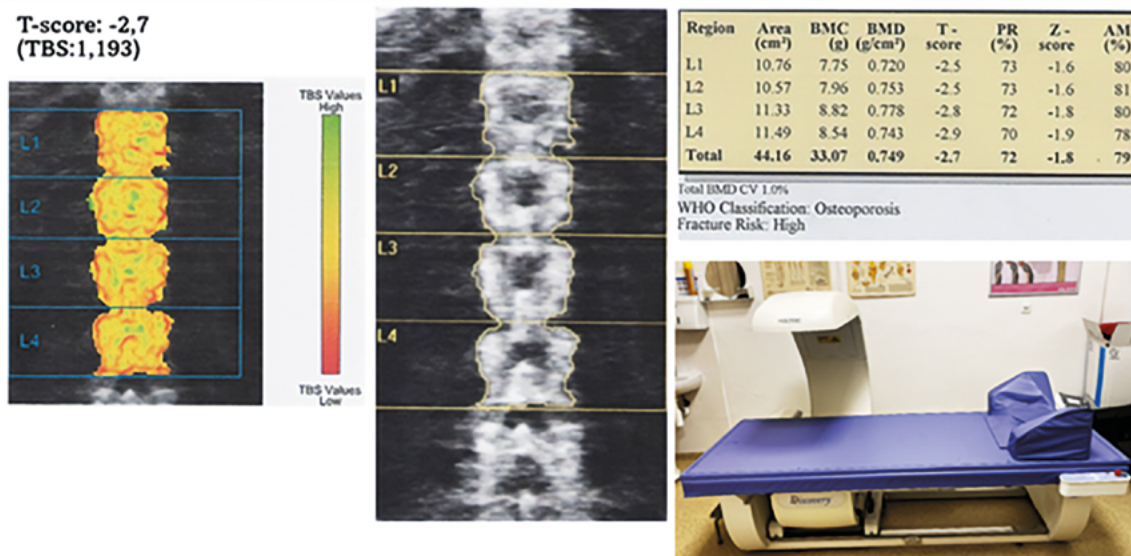 T-score: -2,7
(TBS:1,193)
TBS Values
High
L1
L2
L3
L4
TBS Values
Low
L1
L2
L3
L4
Region Area (cm²) BMC (g) BMD (g/cm²) T - score PR (%) Z - score AM (%)
L1 10.76 7.75 0.720 -2.5 73 -1.6 80
L2 10.57 7.96 0.753 -2.5 73 -1.6 81
L3 11.33 8.82 0.778 -2.8 72 -1.8 80
L4 11.49 8.54 0.743 -2.9 70 -1.9 78
Total 44.16 33.07 0.749 -2.7 72 -1.8 79
Total BMD CV 1.0%
WHO Classification: Osteoporosis
Fracture Risk: High
Discovery